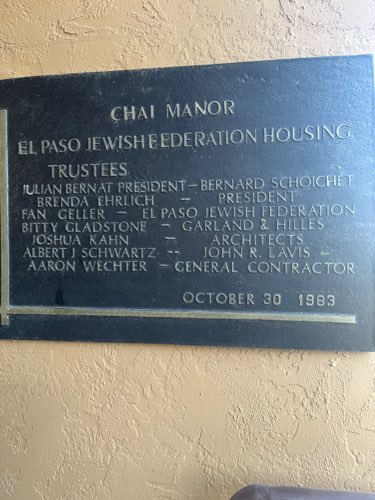 CHAI MANOR
EL PASO JEWISH FEDERATION HOUSING
TRUSTEES
JULIAN BERNAT PRESIDENT – BERNARD SCHOICHET
BRENDA EHRLICH – PRESIDENT
FAN GELLER – EL PASO JEWISH FEDERATION
BITTY GLADSTONE – GARLAND & HILLES
JOSHUA KAHN – ARCHITECTS
ALBERT J SCHWARTZ – JOHN R. LAVIS –
AARON WECHTER – GENERAL CONTRACTOR
OCTOBER 30 1983